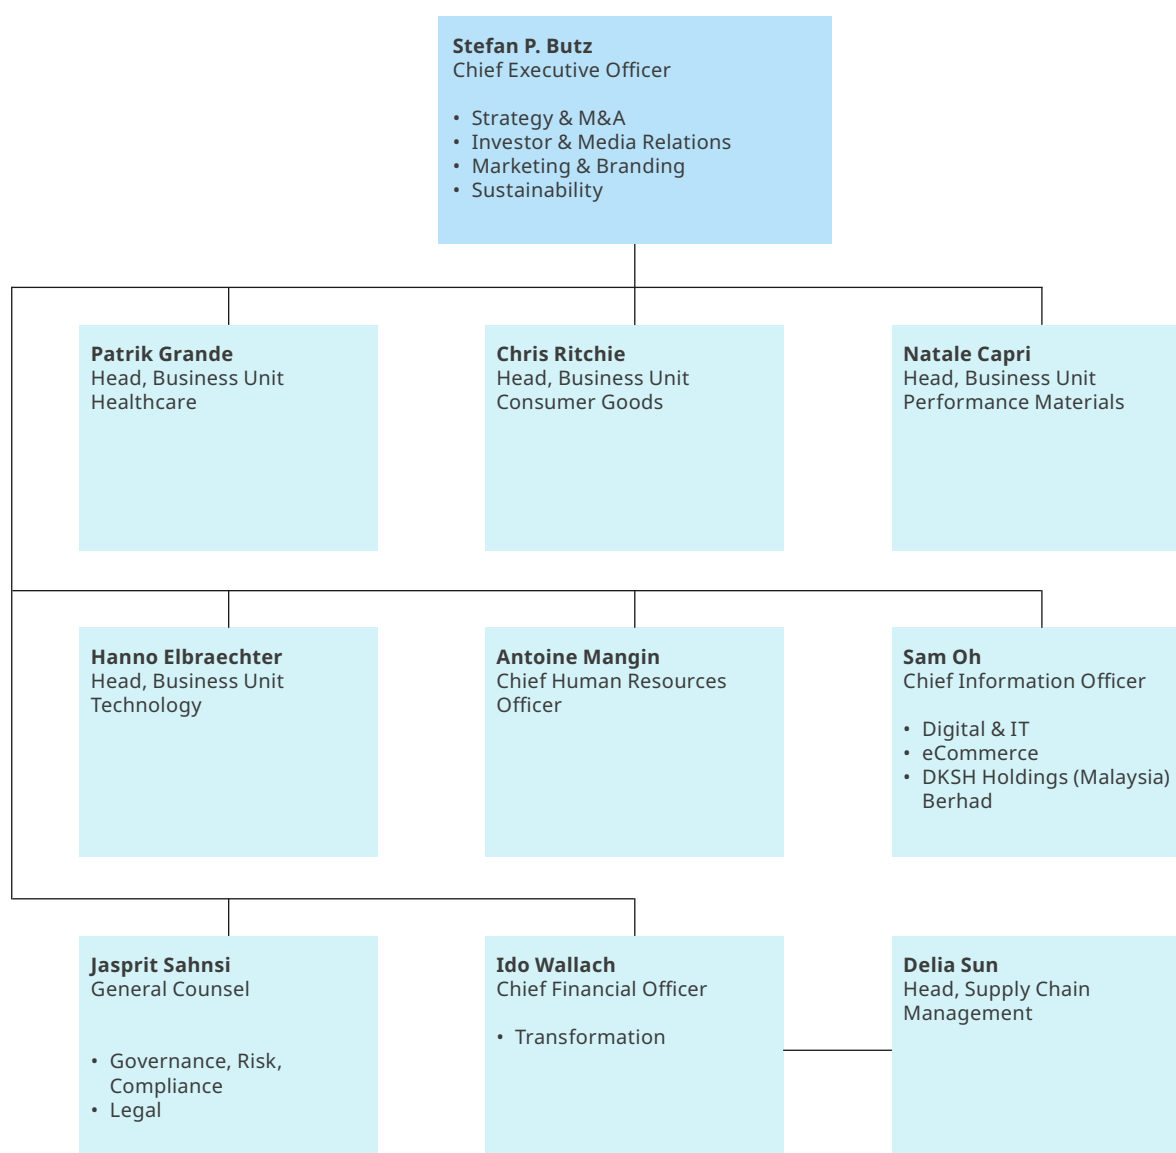 Stefan P. Butz
Chief Executive Officer
• Strategy & M&A
• Investor & Media Relations
• Marketing & Branding
• Sustainability
Patrik Grande
Head, Business Unit
Healthcare
Chris Ritchie
Head, Business Unit
Consumer Goods
Natale Capri
Head, Business Unit
Performance Materials
Hanno Elbraechter
Head, Business Unit
Technology
Antoine Mangin
Chief Human Resources
Officer
Sam Oh
Chief Information Officer
• Digital & IT
• eCommerce
• DKSH Holdings (Malaysia)
Berhad
Jasprit Sahnsi
General Counsel
• Governance, Risk,
Compliance
• Legal
Ido Wallach
Chief Financial Officer
• Transformation
Delia Sun
Head, Supply Chain
Management